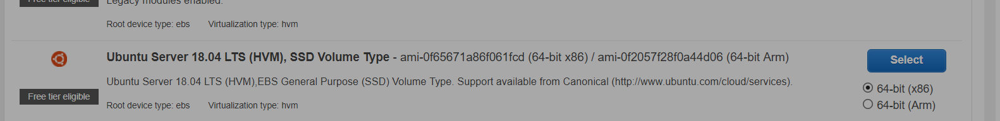 Free tier eligible
Legacy modules enabled.
Root device type: ebs Virtualization type: hvm
Ubuntu Server 18.04 LTS (HVM), SSD Volume Type - ami-0f65671a86f061fcd (64-bit x86) / ami-0f2057f28f0a44d06 (64-bit Arm)
Select
Ubuntu Server 18.04 LTS (HVM),EBS General Purpose (SSD) Volume Type. Support available from Canonical (http://www.ubuntu.com/cloud/services).
64-bit (x86)
Free tier eligible
Root device type: ebs Virtualization type: hvm
64-bit (Arm)